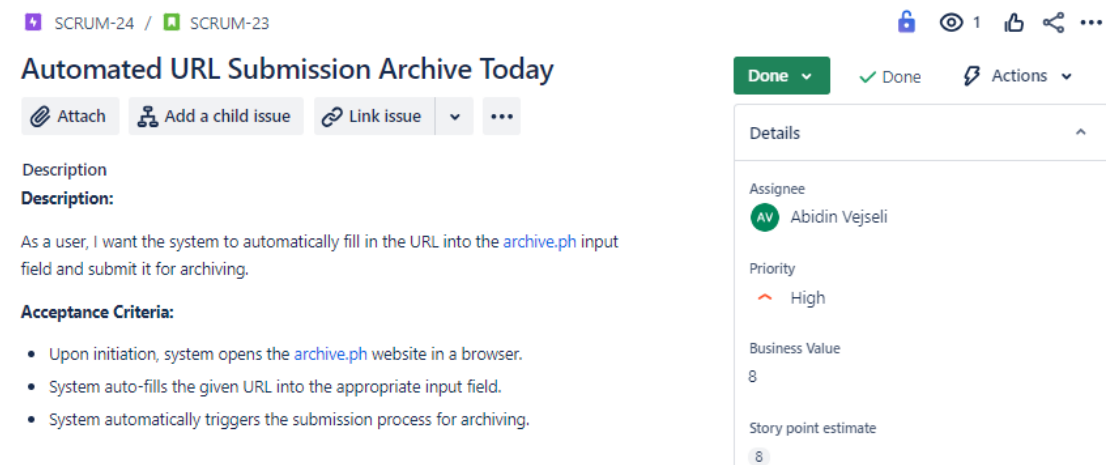 SCRUM-24 / SCRUM-23
1
Automated URL Submission Archive Today
Done
Done
Actions
Attach
Add a child issue
Link issue
Details
Description
Description:
Assignee
AV Abidin Vejseli
As a user, I want the system to automatically fill in the URL into the archive.ph input
field and submit it for archiving.
Priority
High
Acceptance Criteria:
Business Value
8
• Upon initiation, system opens the archive.ph website in a browser.
• System auto-fills the given URL into the appropriate input field.
• System automatically triggers the submission process for archiving.
Story point estimate
8